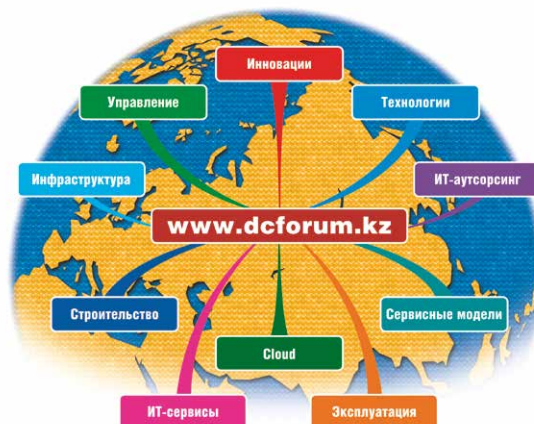 Инновации
Управление
Технологии
Инфраструктура
ИТ-аутсорсинг
www.dcforum.kz
Строительство
Сервисные модели
Cloud
ИТ-сервисы
Эксплуатация